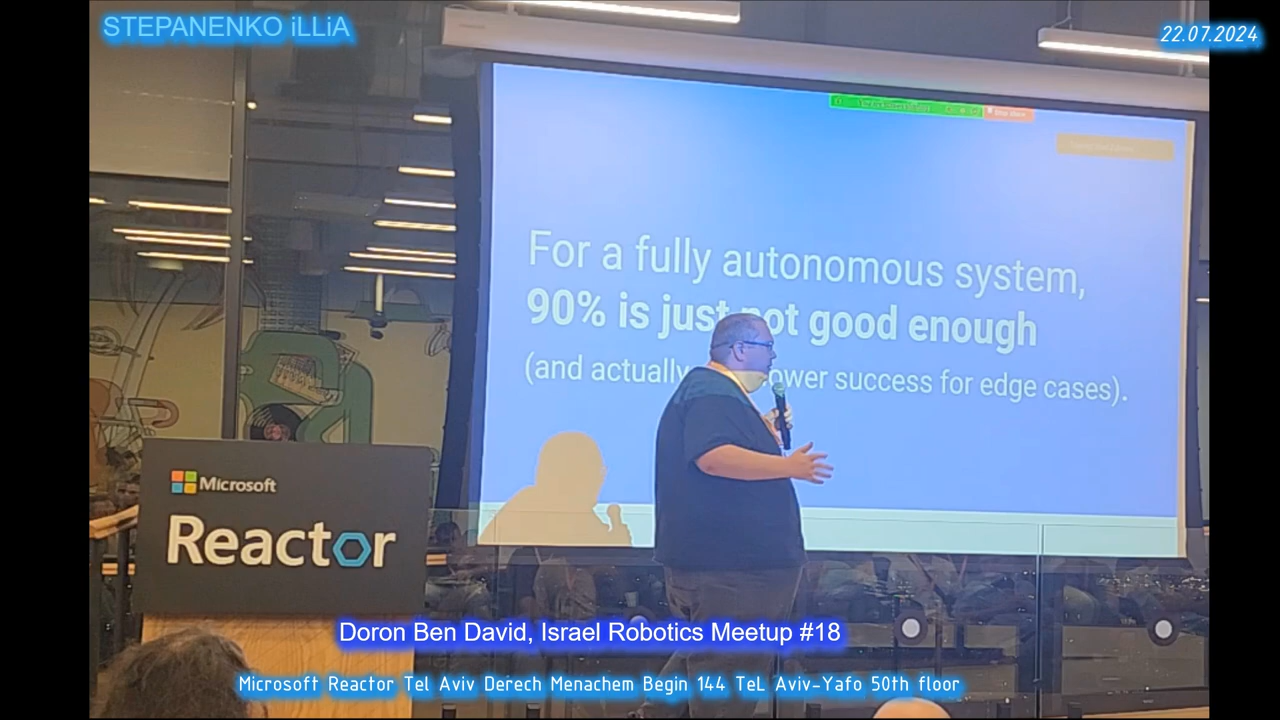 STEPANENKO iLLiA
22.07.2024
For a fully autonomous system,
90% is just not good enough
(and actually ower success for edge cases).
Microsoft
Reactor
Doron Ben David, Israel Robotics Meetup #18
Microsoft Reactor Tel Aviv Derech Menachem Begin 144 TeL Aviv-Yafo 50th floor